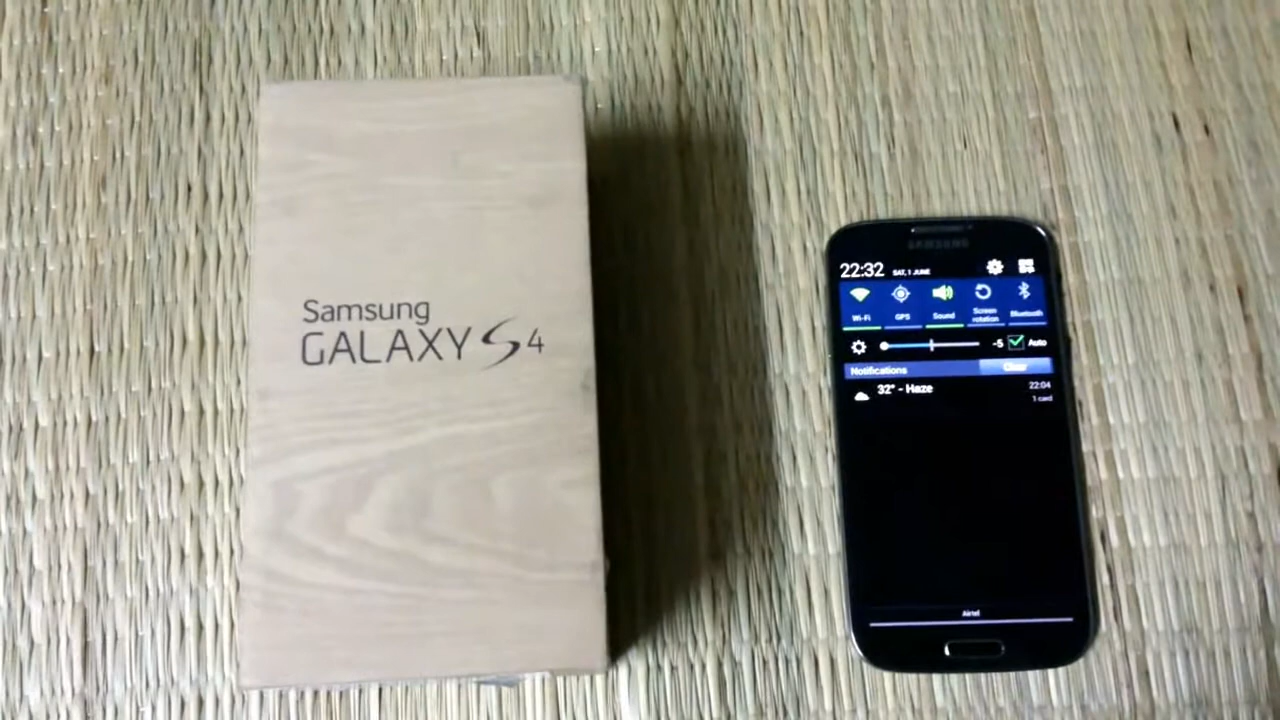 Samsung
GALAXY S4
SAMSUNG
22:32 SAT, 1 JUNE
Wi-Fi GPS Sound Screen rotation Bluetooth
-5 Auto
Notifications Clear
32° - Haze 22:04
1 card
Airtel